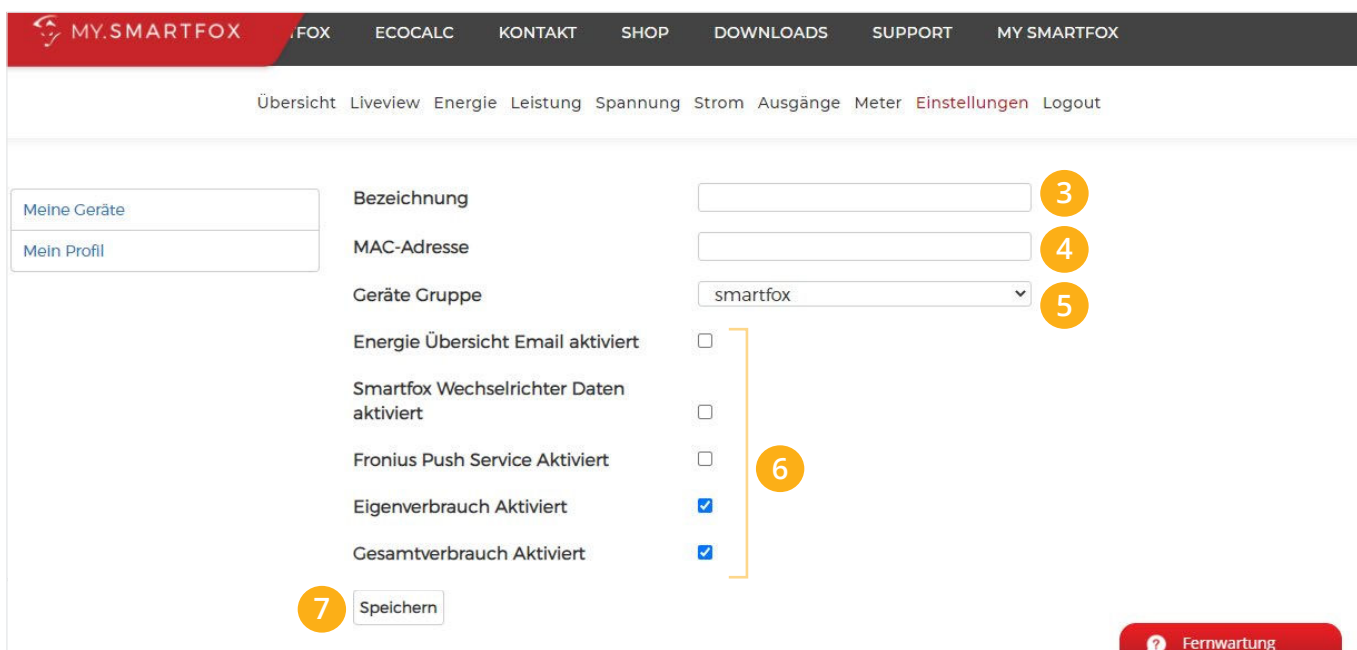 MY.SMARTFOX FOX ECOCALC KONTAKT SHOP DOWNLOADS SUPPORT MY SMARTFOX
Übersicht Liveview Energie Leistung Spannung Strom Ausgänge Meter Einstellungen Logout
Meine Geräte
Mein Profil
Bezeichnung 3
MAC-Adresse 4
Geräte Gruppe smartfox 5
Energie Übersicht Email aktiviert
Smartfox Wechselrichter Daten
aktiviert
Fronius Push Service Aktiviert
6
Eigenverbrauch Aktiviert
Gesamtverbrauch Aktiviert
7 Speichern
? Fernwartung